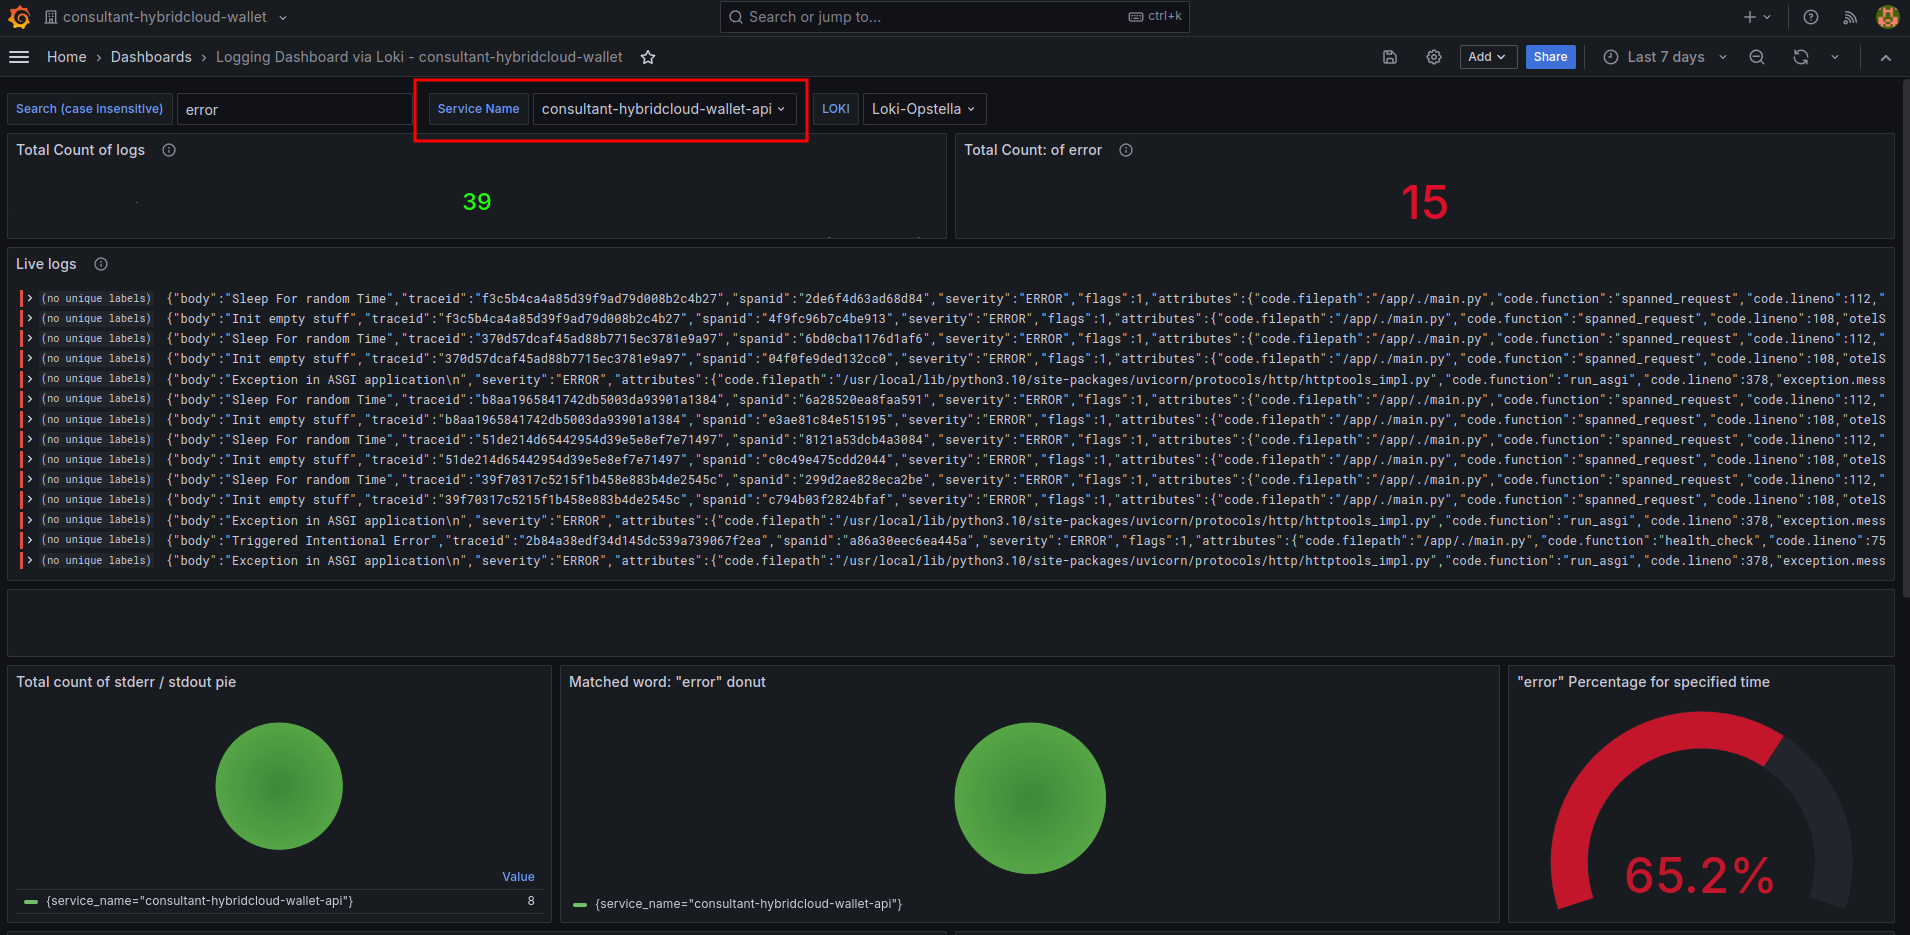 consultant-hybridcloud-wallet
Search or jump to...
ctrl+k
Home › Dashboards › Logging Dashboard via Loki - consultant-hybridcloud-wallet
Add
Share
Last 7 days
Search (case insensitive)
error
Service Name
consultant-hybridcloud-wallet-api
LOKI
Loki-Opstella
Total Count of logs
39
Total Count: of error
15
Live logs
(no unique labels) {"body":"Sleep For random Time","traceid":"f3c5b4ca4a85d39f9ad79d008b2c4b27","spanid":"2de6f4d63ad68d84","severity":"ERROR","flags":1,"attributes":{"code.filepath":"/app/./main.py","code.function":"spanned_request","code.lineno":112,"
(no unique labels) {"body":"Init empty stuff","traceid":"f3c5b4ca4a85d39f9ad79d008b2c4b27","spanid":"4f9fc96b7c4be913","severity":"ERROR","flags":1,"attributes":{"code.filepath":"/app/./main.py","code.function":"spanned_request","code.lineno":108,"otelS
(no unique labels) {"body":"Sleep For random Time","traceid":"370d57dcaf45ad88b7715ec3781e9a97","spanid":"6bd0cba1176d1af6","severity":"ERROR","flags":1,"attributes":{"code.filepath":"/app/./main.py","code.function":"spanned_request","code.lineno":112,"
(no unique labels) {"body":"Init empty stuff","traceid":"370d57dcaf45ad88b7715ec3781e9a97","spanid":"04f0fe9ded132cc0","severity":"ERROR","flags":1,"attributes":{"code.filepath":"/app/./main.py","code.function":"spanned_request","code.lineno":108,"otelS
(no unique labels) {"body":"Exception in ASGI application\n","severity":"ERROR","attributes":{"code.filepath":"/usr/local/lib/python3.10/site-packages/uvicorn/protocols/http/httptools_impl.py","code.function":"run_asgi","code.lineno":378,"exception.mess
(no unique labels) {"body":"Sleep For random Time","traceid":"b8aa1965841742db5003da93901a1384","spanid":"6a28520ea8faa591","severity":"ERROR","flags":1,"attributes":{"code.filepath":"/app/./main.py","code.function":"spanned_request","code.lineno":112,"
(no unique labels) {"body":"Init empty stuff","traceid":"b8aa1965841742db5003da93901a1384","spanid":"e3ae81c84e515195","severity":"ERROR","flags":1,"attributes":{"code.filepath":"/app/./main.py","code.function":"spanned_request","code.lineno":108,"otelS
(no unique labels) {"body":"Sleep For random Time","traceid":"51de214d65442954d39e5e8ef7e71497","spanid":"8121a53dcb4a3084","severity":"ERROR","flags":1,"attributes":{"code.filepath":"/app/./main.py","code.function":"spanned_request","code.lineno":112,"
(no unique labels) {"body":"Init empty stuff","traceid":"51de214d65442954d39e5e8ef7e71497","spanid":"c0c49e475cdd2044","severity":"ERROR","flags":1,"attributes":{"code.filepath":"/app/./main.py","code.function":"spanned_request","code.lineno":108,"otelS
(no unique labels) {"body":"Sleep For random Time","traceid":"39f70317c5215f1b458e883b4de2545c","spanid":"299d2ae828eca2be","severity":"ERROR","flags":1,"attributes":{"code.filepath":"/app/./main.py","code.function":"spanned_request","code.lineno":112,"
(no unique labels) {"body":"Init empty stuff","traceid":"39f70317c5215f1b458e883b4de2545c","spanid":"c794b03f2824bfaf","severity":"ERROR","flags":1,"attributes":{"code.filepath":"/app/./main.py","code.function":"spanned_request","code.lineno":108,"otelS
(no unique labels) {"body":"Exception in ASGI application\n","severity":"ERROR","attributes":{"code.filepath":"/usr/local/lib/python3.10/site-packages/uvicorn/protocols/http/httptools_impl.py","code.function":"run_asgi","code.lineno":378,"exception.mess
(no unique labels) {"body":"Triggered Intentional Error","traceid":"2b84a38edf34d145dc539a739067f2ea","spanid":"a86a30eec6ea445a","severity":"ERROR","flags":1,"attributes":{"code.filepath":"/app/./main.py","code.function":"health_check","code.lineno":75
(no unique labels) {"body":"Exception in ASGI application\n","severity":"ERROR","attributes":{"code.filepath":"/usr/local/lib/python3.10/site-packages/uvicorn/protocols/http/httptools_impl.py","code.function":"run_asgi","code.lineno":378,"exception.mess
Total count of stderr / stdout pie
Value
{service_name="consultant-hybridcloud-wallet-api"} 8
Matched word: "error" donut
{service_name="consultant-hybridcloud-wallet-api"}
"error" Percentage for specified time
65.2%